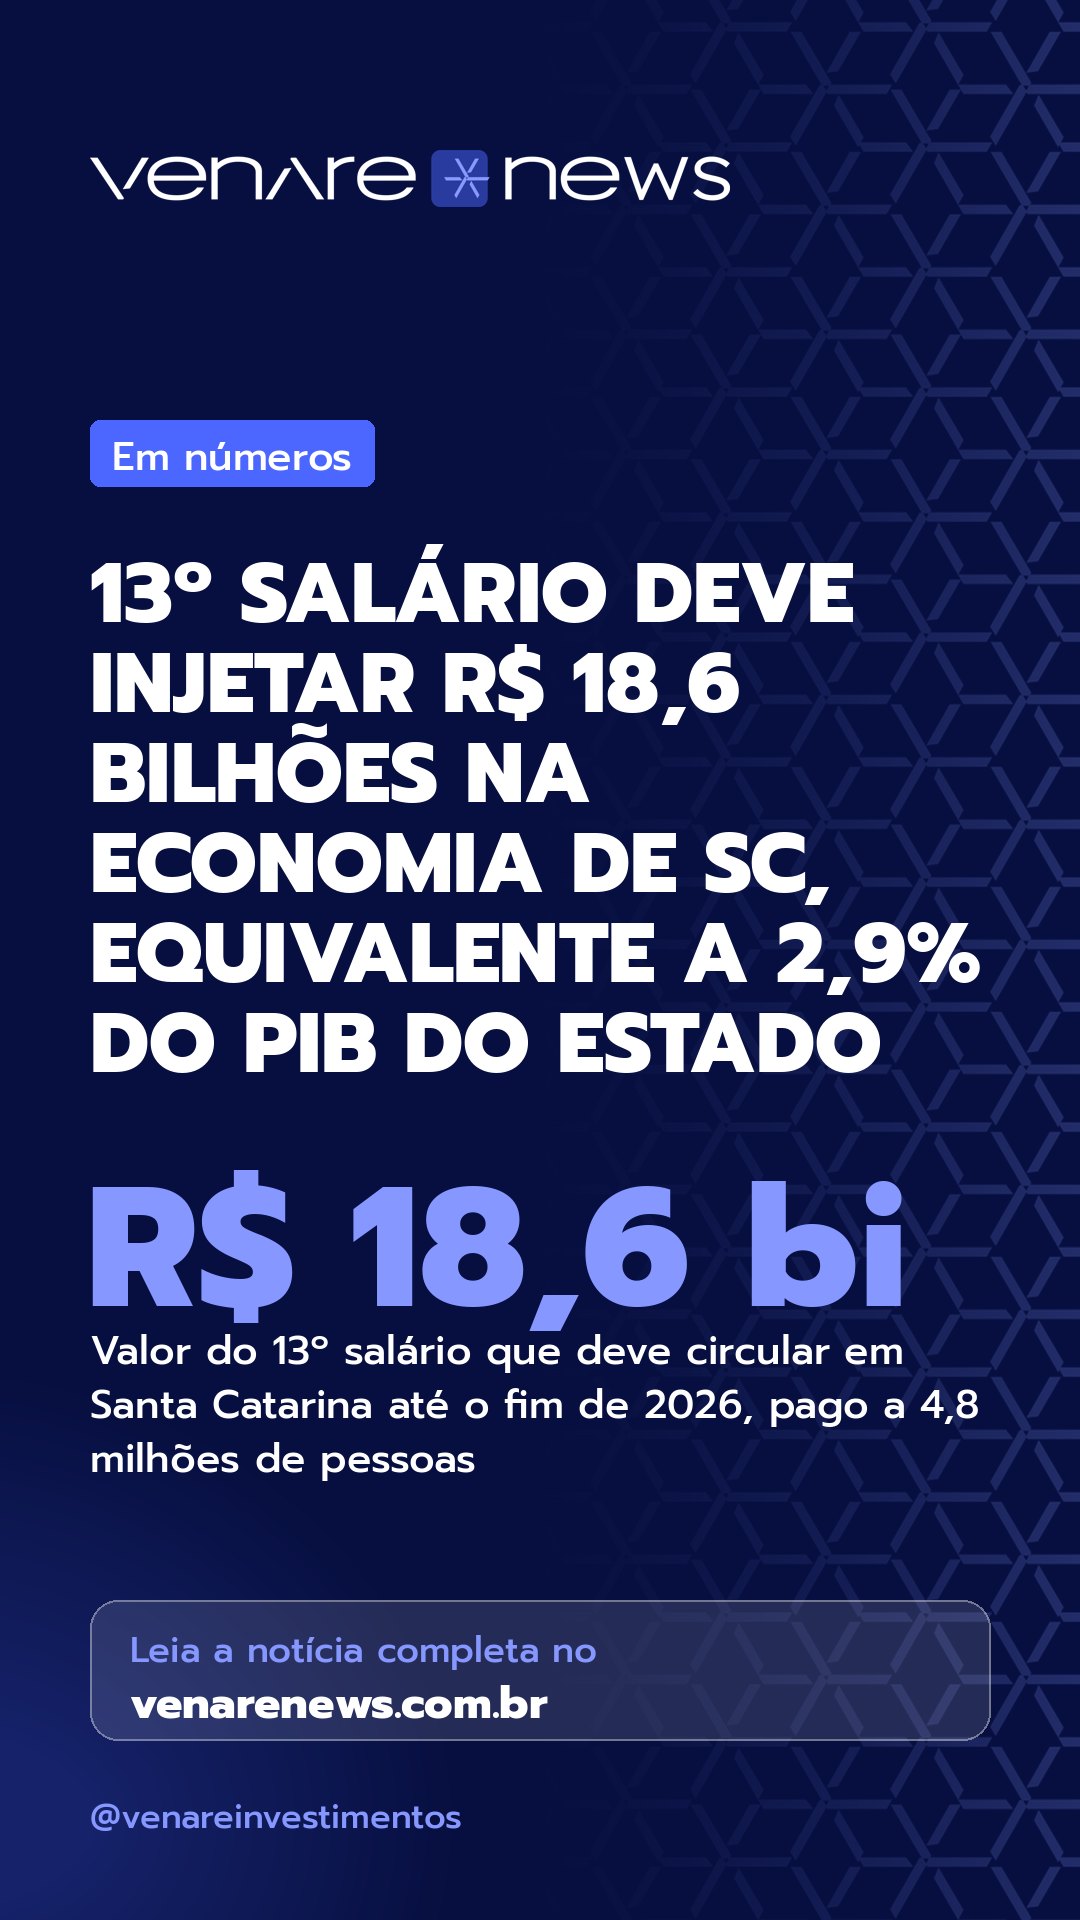 venare news
Em números
13º SALÁRIO DEVE
INJETAR R$ 18,6
BILHÕES NA
ECONOMIA DE SC,
EQUIVALENTE A 2,9%
DO PIB DO ESTADO
R$ 18,6 bi
Valor do 13º salário que deve circular em
Santa Catarina até o fim de 2026, pago a 4,8
milhões de pessoas
Leia a notícia completa no
venarenews.com.br
@venareinvestimentos